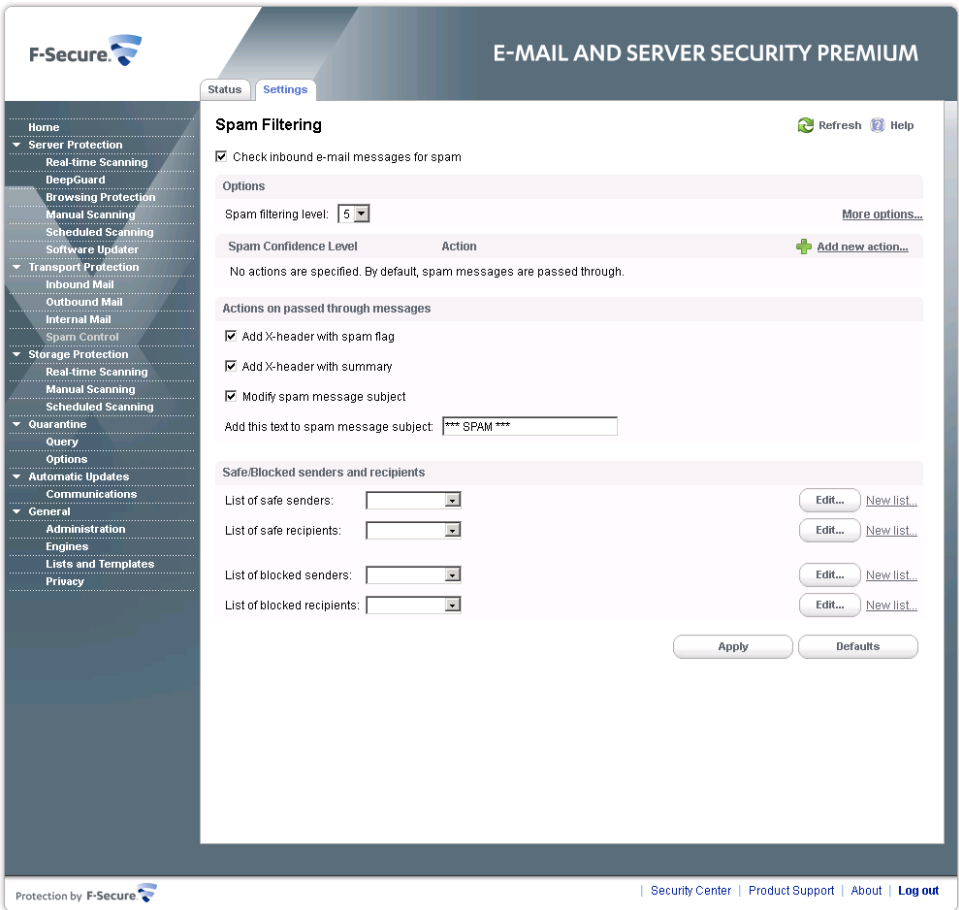 F-Secure.
E-MAIL AND SERVER SECURITY PREMIUM
Status Settings
Home
Server Protection
Real-time Scanning
DeepGuard
Browsing Protection
Manual Scanning
Scheduled Scanning
Software Updater
Transport Protection
Inbound Mail
Outbound Mail
Internal Mail
Spam Control
Storage Protection
Real-time Scanning
Manual Scanning
Scheduled Scanning
Quarantine
Query
Options
Automatic Updates
Communications
General
Administration
Engines
Lists and Templates
Privacy
Spam Filtering
Refresh Help
Check inbound e-mail messages for spam
Options
Spam filtering level: 5 More options...
Spam Confidence Level Action Add new action...
No actions are specified. By default, spam messages are passed through.
Actions on passed through messages
Add X-header with spam flag
Add X-header with summary
Modify spam message subject
Add this text to spam message subject: *** SPAM ***
Safe/Blocked senders and recipients
List of safe senders: Edit... New list...
List of safe recipients: Edit... New list...
List of blocked senders: Edit... New list...
List of blocked recipients: Edit... New list...
Apply Defaults
Protection by F-Secure
| Security Center | Product Support | About | Log out